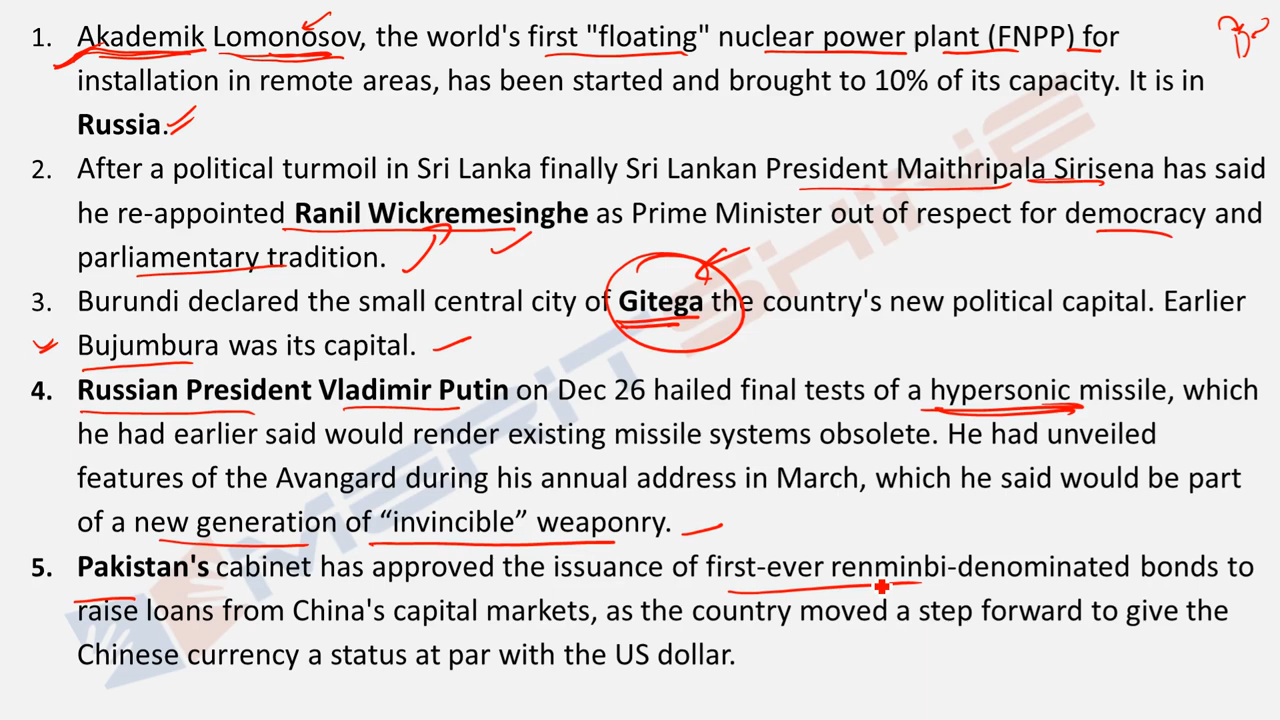 1. Akademik Lomonosov, the world's first "floating" nuclear power plant (FNPP) for
installation in remote areas, has been started and brought to 10% of its capacity. It is in
Russia.
2. After a political turmoil in Sri Lanka finally Sri Lankan President Maithripala Sirisena has said
he re-appointed Ranil Wickremesinghe as Prime Minister out of respect for democracy and
parliamentary tradition.
3. Burundi declared the small central city of Gitega the country's new political capital. Earlier
Bujumbura was its capital.
4. Russian President Vladimir Putin on Dec 26 hailed final tests of a hypersonic missile, which
he had earlier said would render existing missile systems obsolete. He had unveiled
features of the Avangard during his annual address in March, which he said would be part
of a new generation of “invincible” weaponry.
5. Pakistan's cabinet has approved the issuance of first-ever renminbi-denominated bonds to
raise loans from China's capital markets, as the country moved a step forward to give the
Chinese currency a status at par with the US dollar.
MERIT SHINE